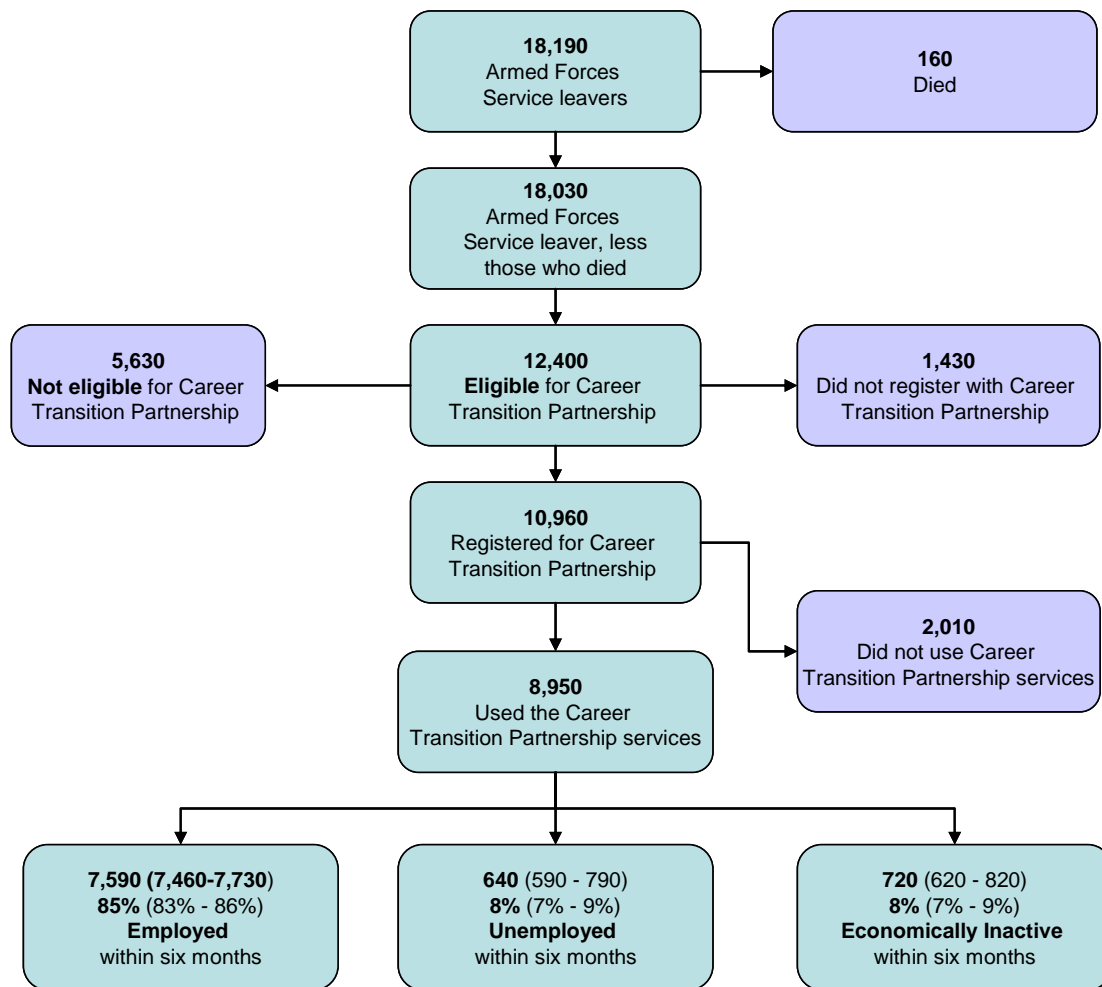 18,190
Armed Forces
Service leavers
160
Died
18,030
Armed Forces
Service leaver, less
those who died
5,630
Not eligible for Career
Transition Partnership
12,400
Eligible for Career
Transition Partnership
1,430
Did not register with Career
Transition Partnership
10,960
Registered for Career
Transition Partnership
2,010
Did not use Career
Transition Partnership services
8,950
Used the Career
Transition Partnership services
7,590 (7,460-7,730)
85% (83% - 86%)
Employed
within six months
640 (590 - 790)
8% (7% - 9%)
Unemployed
within six months
720 (620 - 820)
8% (7% - 9%)
Economically Inactive
within six months